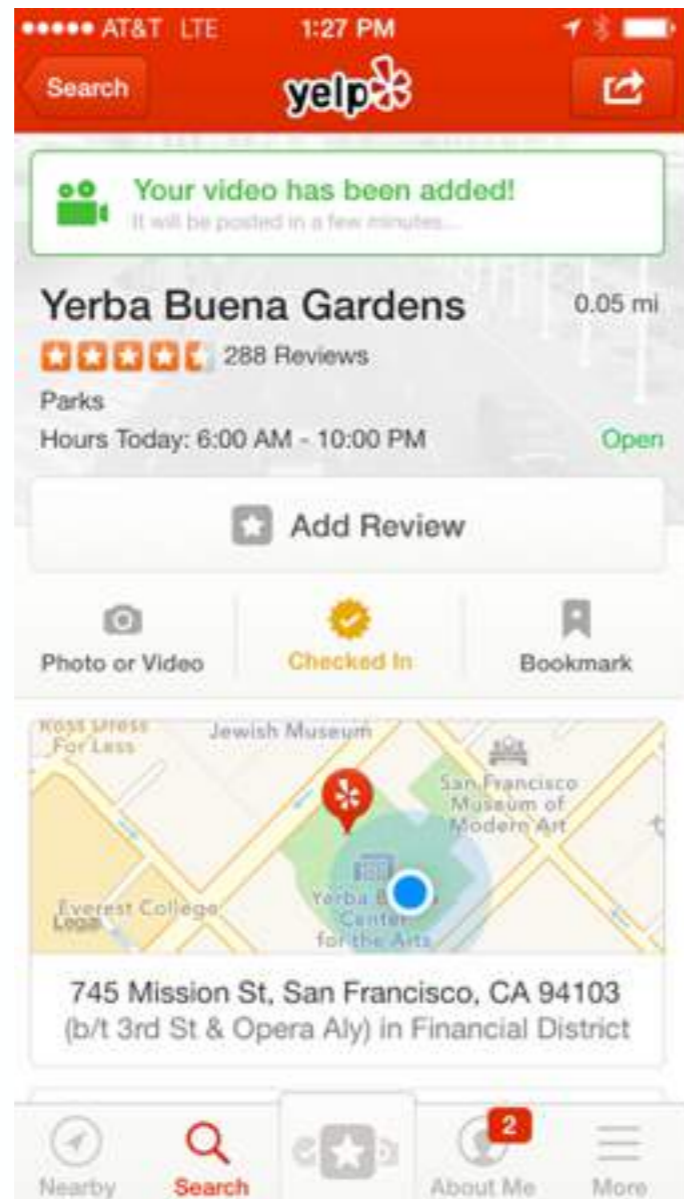 AT&T LTE 1:27 PM
Search yelp
Your video has been added!
It will be posted in a few minutes...
Yerba Buena Gardens 0.05 mi
288 Reviews
Parks
Hours Today: 6:00 AM - 10:00 PM Open
Add Review
Photo or Video Checked In Bookmark
Ross Dress
For Less
Jewish Museum
San Francisco
Museum of
Modern Art
Everest College
Legal
Yerba B
Center
for the Arts
745 Mission St, San Francisco, CA 94103
(b/t 3rd St & Opera Aly) in Financial District
2
Nearby Search About Me More